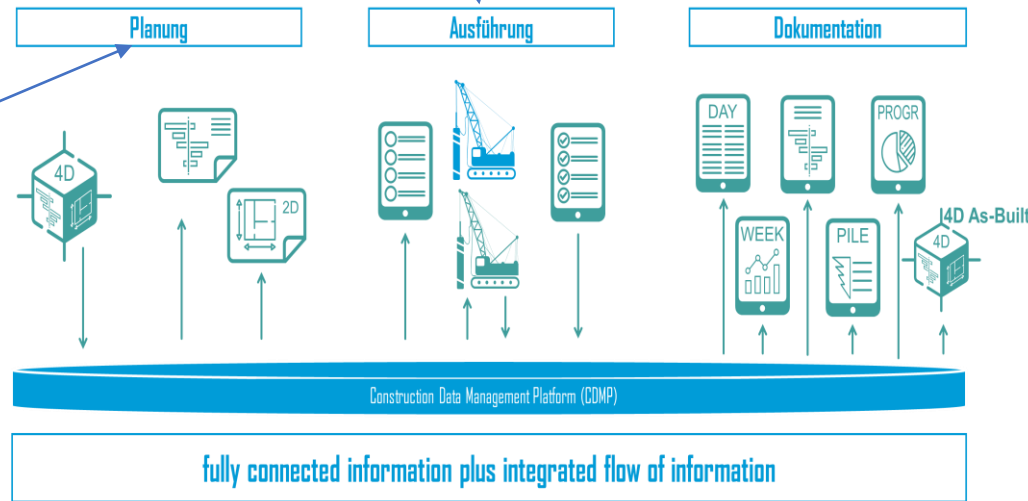 Planung
Ausführung
Dokumentation
4D
2D
DAY
PROGR
WEEK
PILE
4D As-Built
4D
Construction Data Management Platform (CDMP)
fully connected information plus integrated flow of information